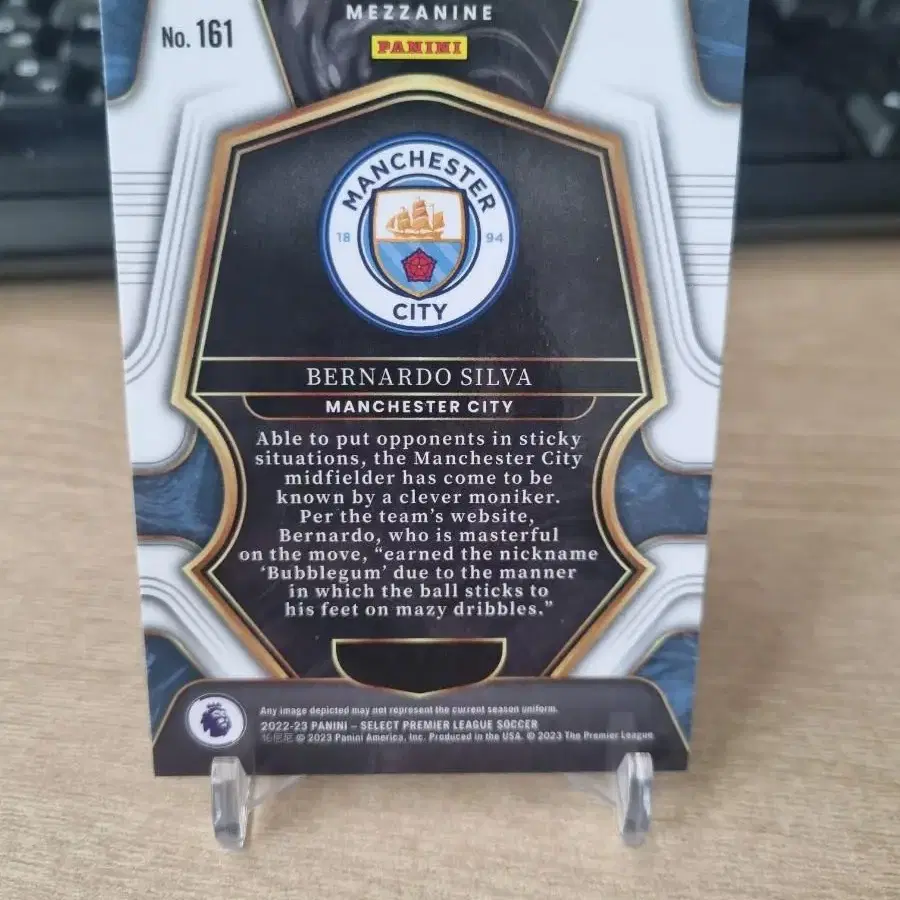 MEZZANINE
No. 161
PANINI
MANCHESTER
18 94
CITY
BERNARDO SILVA
MANCHESTER CITY
Able to put opponents in sticky
situations, the Manchester City
midfielder has come to be
known by a clever moniker.
Per the team's website,
Bernardo, who is masterful
on the move, “earned the nickname
‘Bubblegum’ due to the manner
in which the ball sticks to
his feet on mazy dribbles.”
Any image depicted may not represent the current season uniform.
2022-23 PANINI – SELECT PREMIER LEAGUE SOCCER
© 2023 Panini America, Inc. Produced in the USA. © 2023 The Premier League